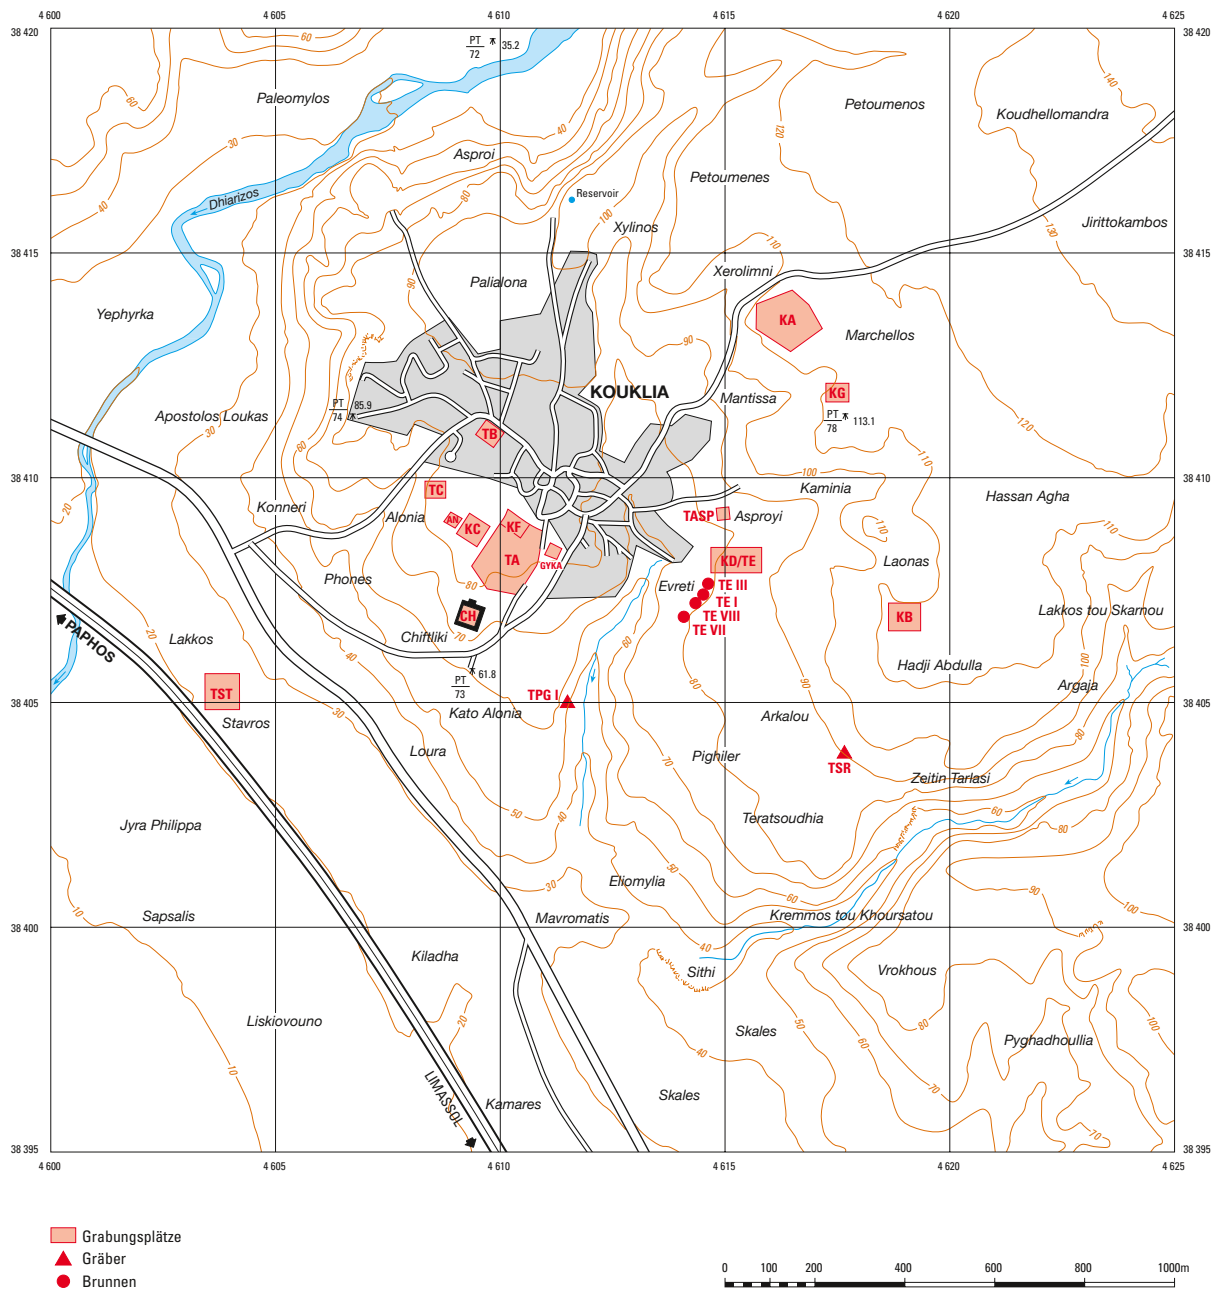 4 600
4 605
4 610
4 615
4 620
4 625
38 420
38 420
60
PT
72
35.2
140
60
Paleomylos
Petoumenos
Koudhellomandra
40
120
30
Asproi
Petoumenes
80
Dhiarizos
Reservoir
40
100
Xylinos
Jirittokambos
130
110
38 415
38 415
Xerolimni
Palialona
90
Yephyrka
KA
Marchellos
90
KOUKLIA
KG
Mantissa
PT
74
85.9
Apostolos Loukas
PT
78
113.1
120
30
TB
60
110
100
38 410
38 410
TC
Kaminia
Hassan Agha
20
Konneri
Alonia
AN
KC
KF
TASP
Asproyi
110
110
TA
GYKA
KD/TE
Laonas
Phones
80
Evreti
TE III
TE I
TE VIII
TE VII
KB
Lakkos tou Skarnou
CH
70
Chiftliki
20
Lakkos
60
PAPHOS
40
100
Hadji Abdulla
61.8
PT
73
80
90
Argaja
TST
TPG I
38 405
38 405
Kato Alonia
Stavros
30
Arkalou
80
Loura
Pighiler
70
TSR
Zeitin Tarlasi
50
40
60
Jyra Philippa
Teratsoudhia
80
50
Eliomylia
30
60
90
10
Sapsalis
Mavromatis
Kremmos tou Khoursatou
100
38 400
38 400
40
Kiladha
Sithi
Vrokhous
20
Liskiovouno
Skales
50
80
100
60
Pyghadhoullia
40
10
LIMASSOL
70
Kamares
Skales
70
38 395
38 395
4 600
4 605
4 610
4 615
4 620
4 625
Grabungsplätze
Gräber
Brunnen
0
100
200
400
600
800
1000m